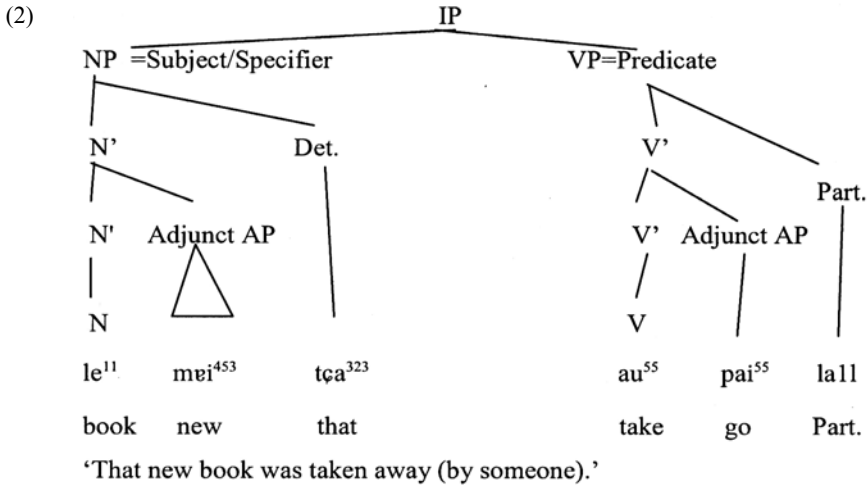 (2) IP
NP =Subject/Specifier VP=Predicate
N’ Det. V’
Part.
N' Adjunct AP V’ Adjunct AP
N V
le¹¹ mɐi⁴⁵³ tɕa³²³ au⁵⁵ pai⁵⁵ la11
book new that take go Part.
‘That new book was taken away (by someone).’